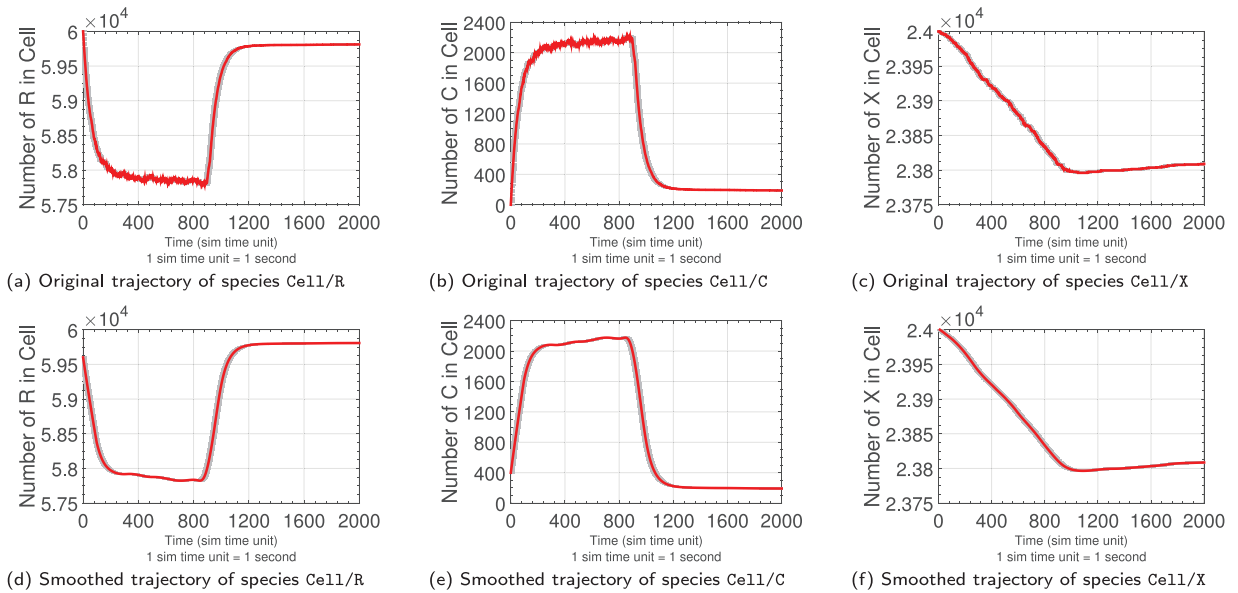 ×10⁴
Number of R in Cell
6
5.95
5.9
5.85
5.8
5.75
0 400 800 1200 1600 2000
Time (sim time unit)
1 sim time unit = 1 second
(a) Original trajectory of species Cell/R
Number of C in Cell
2400
2000
1600
1200
800
400
0
0 400 800 1200 1600 2000
Time (sim time unit)
1 sim time unit = 1 second
(b) Original trajectory of species Cell/C
×10⁴
Number of X in Cell
2.4
2.39
2.38
2.375
0 400 800 1200 1600 2000
Time (sim time unit)
1 sim time unit = 1 second
(c) Original trajectory of species Cell/X
×10⁴
Number of R in Cell
6
5.95
5.9
5.85
5.8
5.75
0 400 800 1200 1600 2000
Time (sim time unit)
1 sim time unit = 1 second
(d) Smoothed trajectory of species Cell/R
Number of C in Cell
2400
2000
1600
1200
800
400
0
0 400 800 1200 1600 2000
Time (sim time unit)
1 sim time unit = 1 second
(e) Smoothed trajectory of species Cell/C
×10⁴
Number of X in Cell
2.4
2.39
2.38
2.375
0 400 800 1200 1600 2000
Time (sim time unit)
1 sim time unit = 1 second
(f) Smoothed trajectory of species Cell/X